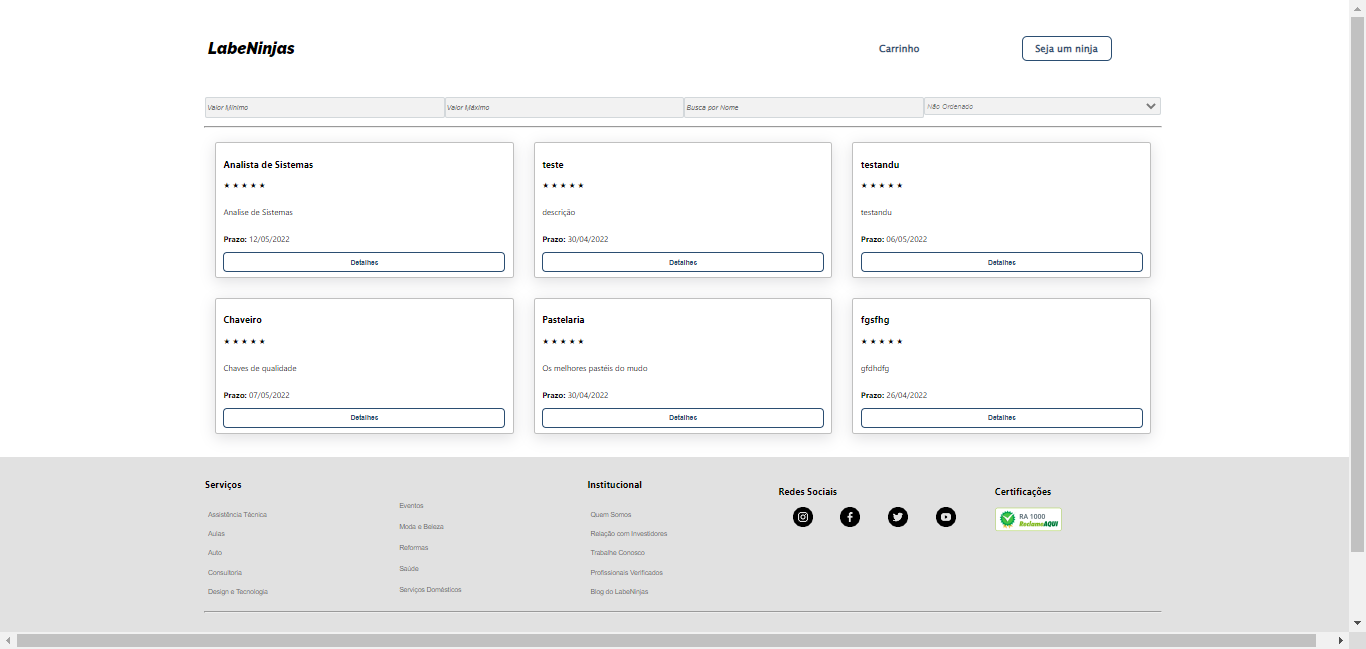 LabeNinjas
Carrinho
Seja um ninja
Valor Mínimo
Valor Máximo
Busca por Nome
Não Ordenado
Analista de Sistemas
★ ★ ★ ★ ★
Analise de Sistemas
Prazo: 12/05/2022
Detalhes
teste
★ ★ ★ ★ ★
descrição
Prazo: 30/04/2022
Detalhes
testandu
★ ★ ★ ★ ★
testandu
Prazo: 06/05/2022
Detalhes
Chaveiro
★ ★ ★ ★ ★
Chaves de qualidade
Prazo: 07/05/2022
Detalhes
Pastelaria
★ ★ ★ ★ ★
Os melhores pastéis do mudo
Prazo: 30/04/2022
Detalhes
fgsfhg
★ ★ ★ ★ ★
gfdhdfg
Prazo: 26/04/2022
Detalhes
Serviços
Assistência Técnica
Aulas
Auto
Consultoria
Design e Tecnologia
Eventos
Moda e Beleza
Reformas
Saúde
Serviços Domésticos
Institucional
Quem Somos
Relação com Investidores
Trabalhe Conosco
Profissionais Verificados
Blog do LabeNinjas
Redes Sociais
Certificações
RA 1000
ReclameAQUI